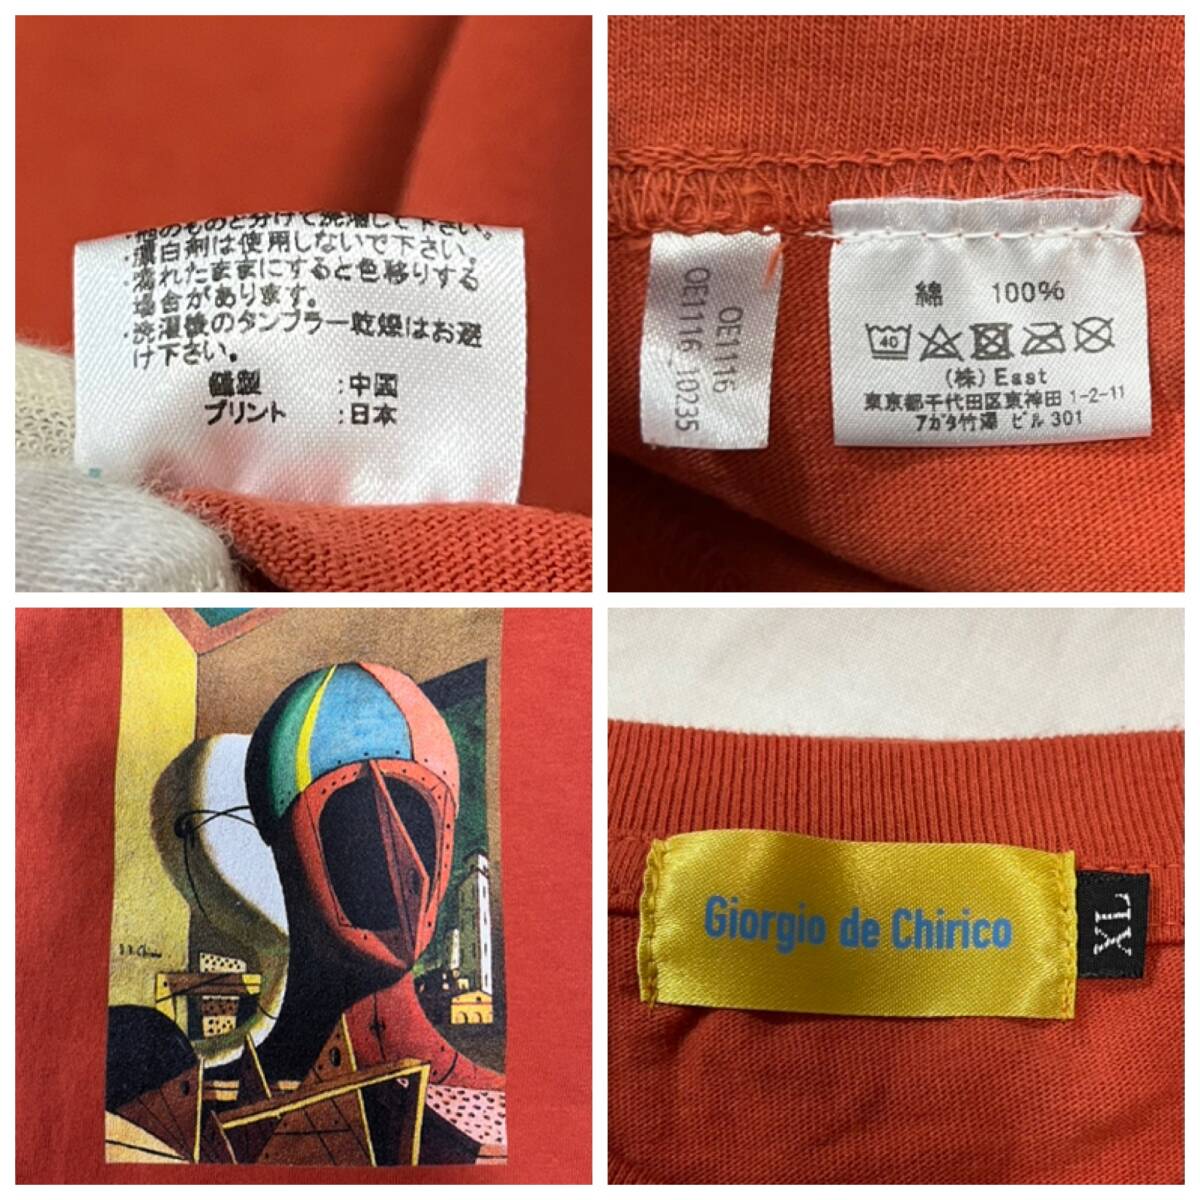 ・他のものと分けて洗濯して下さい。
・漂白剤は使用しないで下さい。
・濡れたままにすると色移りする
場合があります。
・洗濯後のタンブラー乾燥はお避
け下さい。
縫製 :中国
プリント :日本
OE1116
OE1116_10235
綿 100%
40
(株) East
東京都千代田区東神田 1-2-11
アガタ竹澤 ビル 301
Giorgio de Chirico
XL